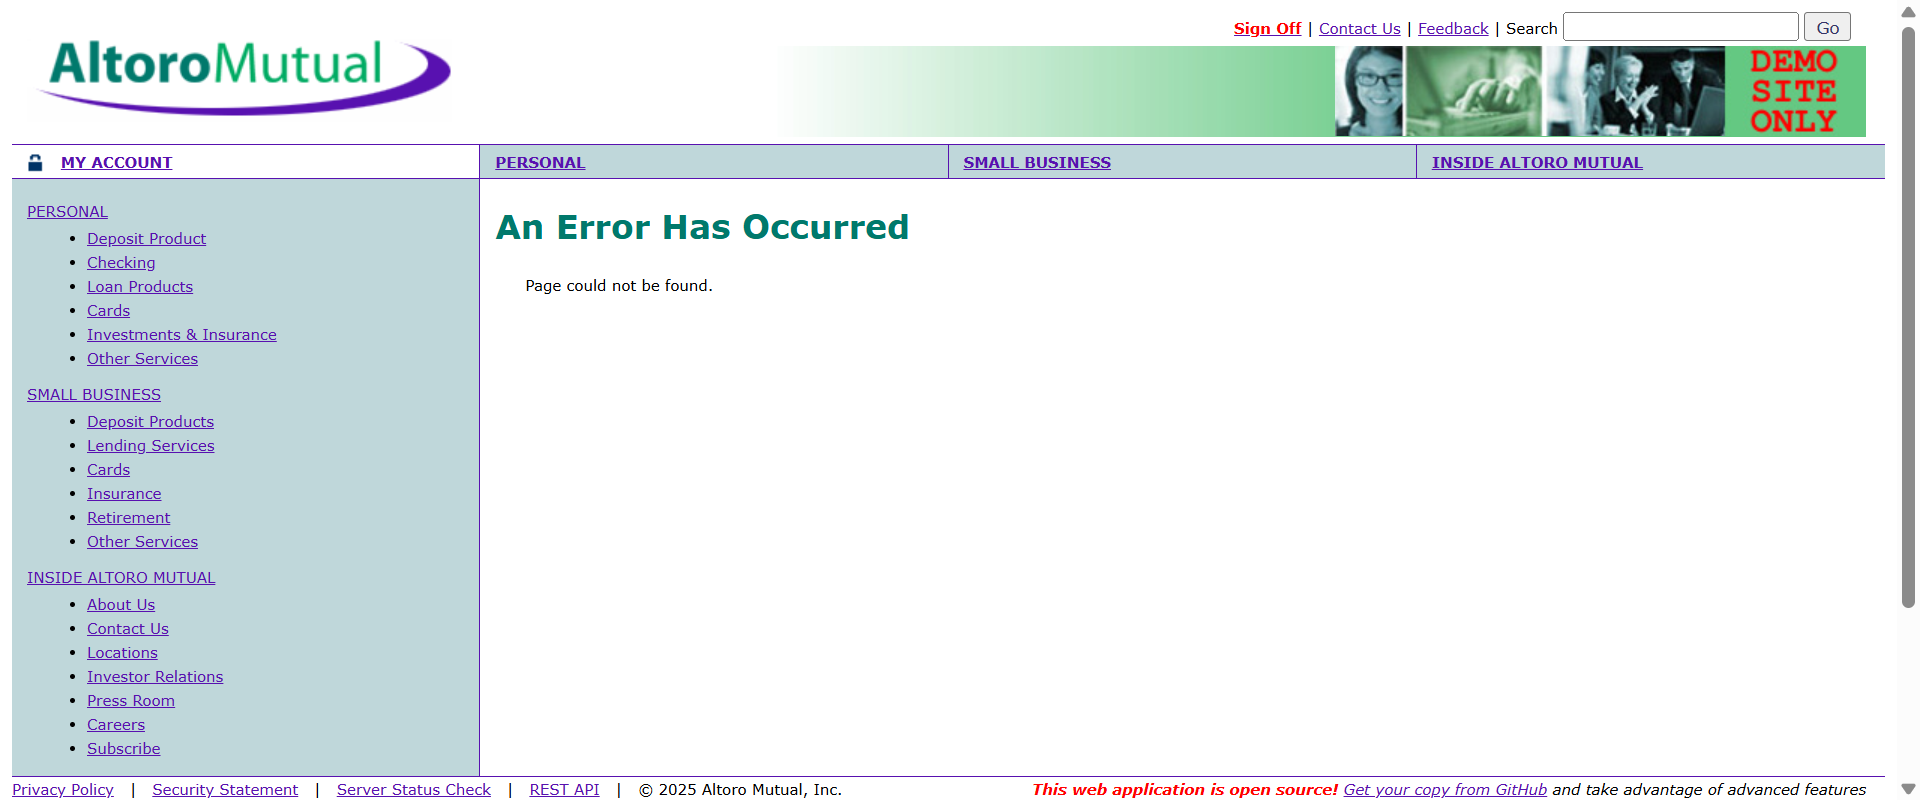 Sign Off | Contact Us | Feedback | Search Go
AltoroMutual
DEMO
SITE
ONLY
MY ACCOUNT PERSONAL SMALL BUSINESS INSIDE ALTORO MUTUAL
PERSONAL
Deposit Product
Checking
Loan Products
Cards
Investments & Insurance
Other Services
SMALL BUSINESS
Deposit Products
Lending Services
Cards
Insurance
Retirement
Other Services
INSIDE ALTORO MUTUAL
About Us
Contact Us
Locations
Investor Relations
Press Room
Careers
Subscribe
An Error Has Occurred
Page could not be found.
Privacy Policy | Security Statement | Server Status Check | REST API | © 2025 Altoro Mutual, Inc. This web application is open source! Get your copy from GitHub and take advantage of advanced features